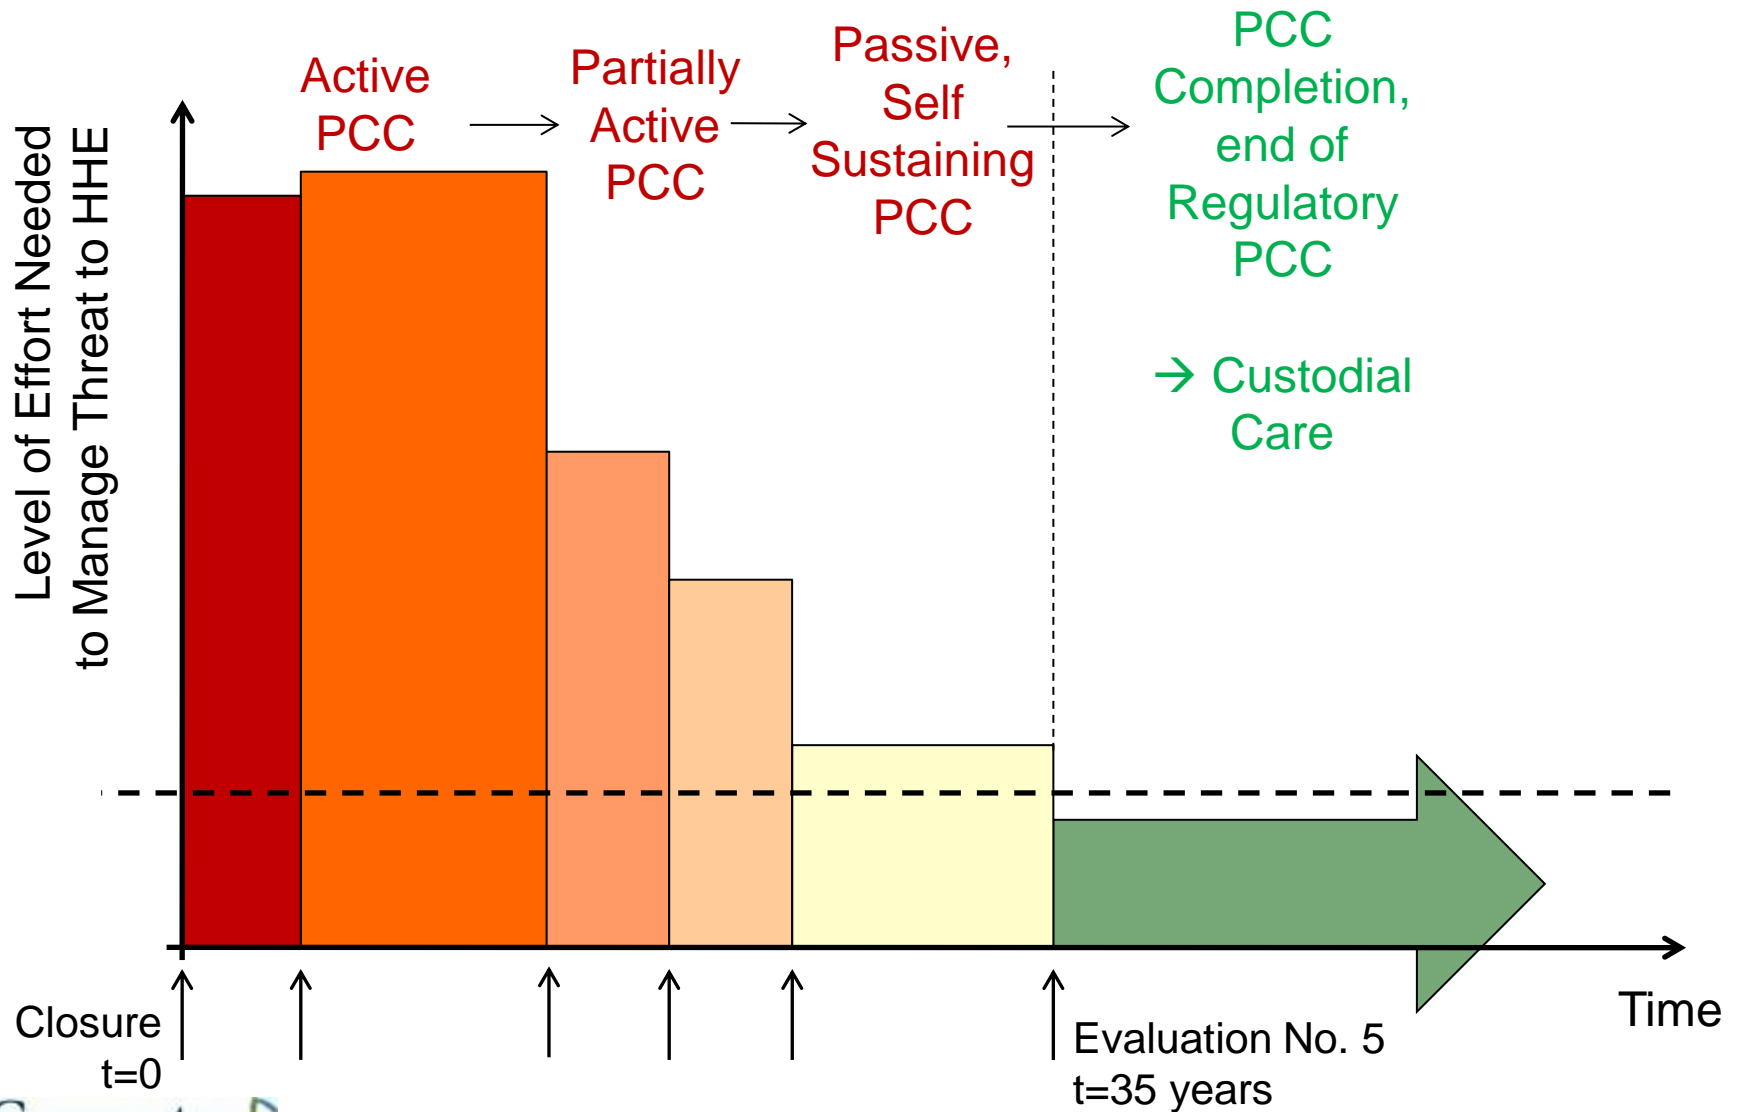 Level of Effort Needed
to Manage Threat to HHE
Active
PCC
Partially
Active
PCC
Passive,
Self
Sustaining
PCC
PCC
Completion,
end of
Regulatory
PCC
→ Custodial
Care
Closure
t=0
Evaluation No. 5
t=35 years
Time